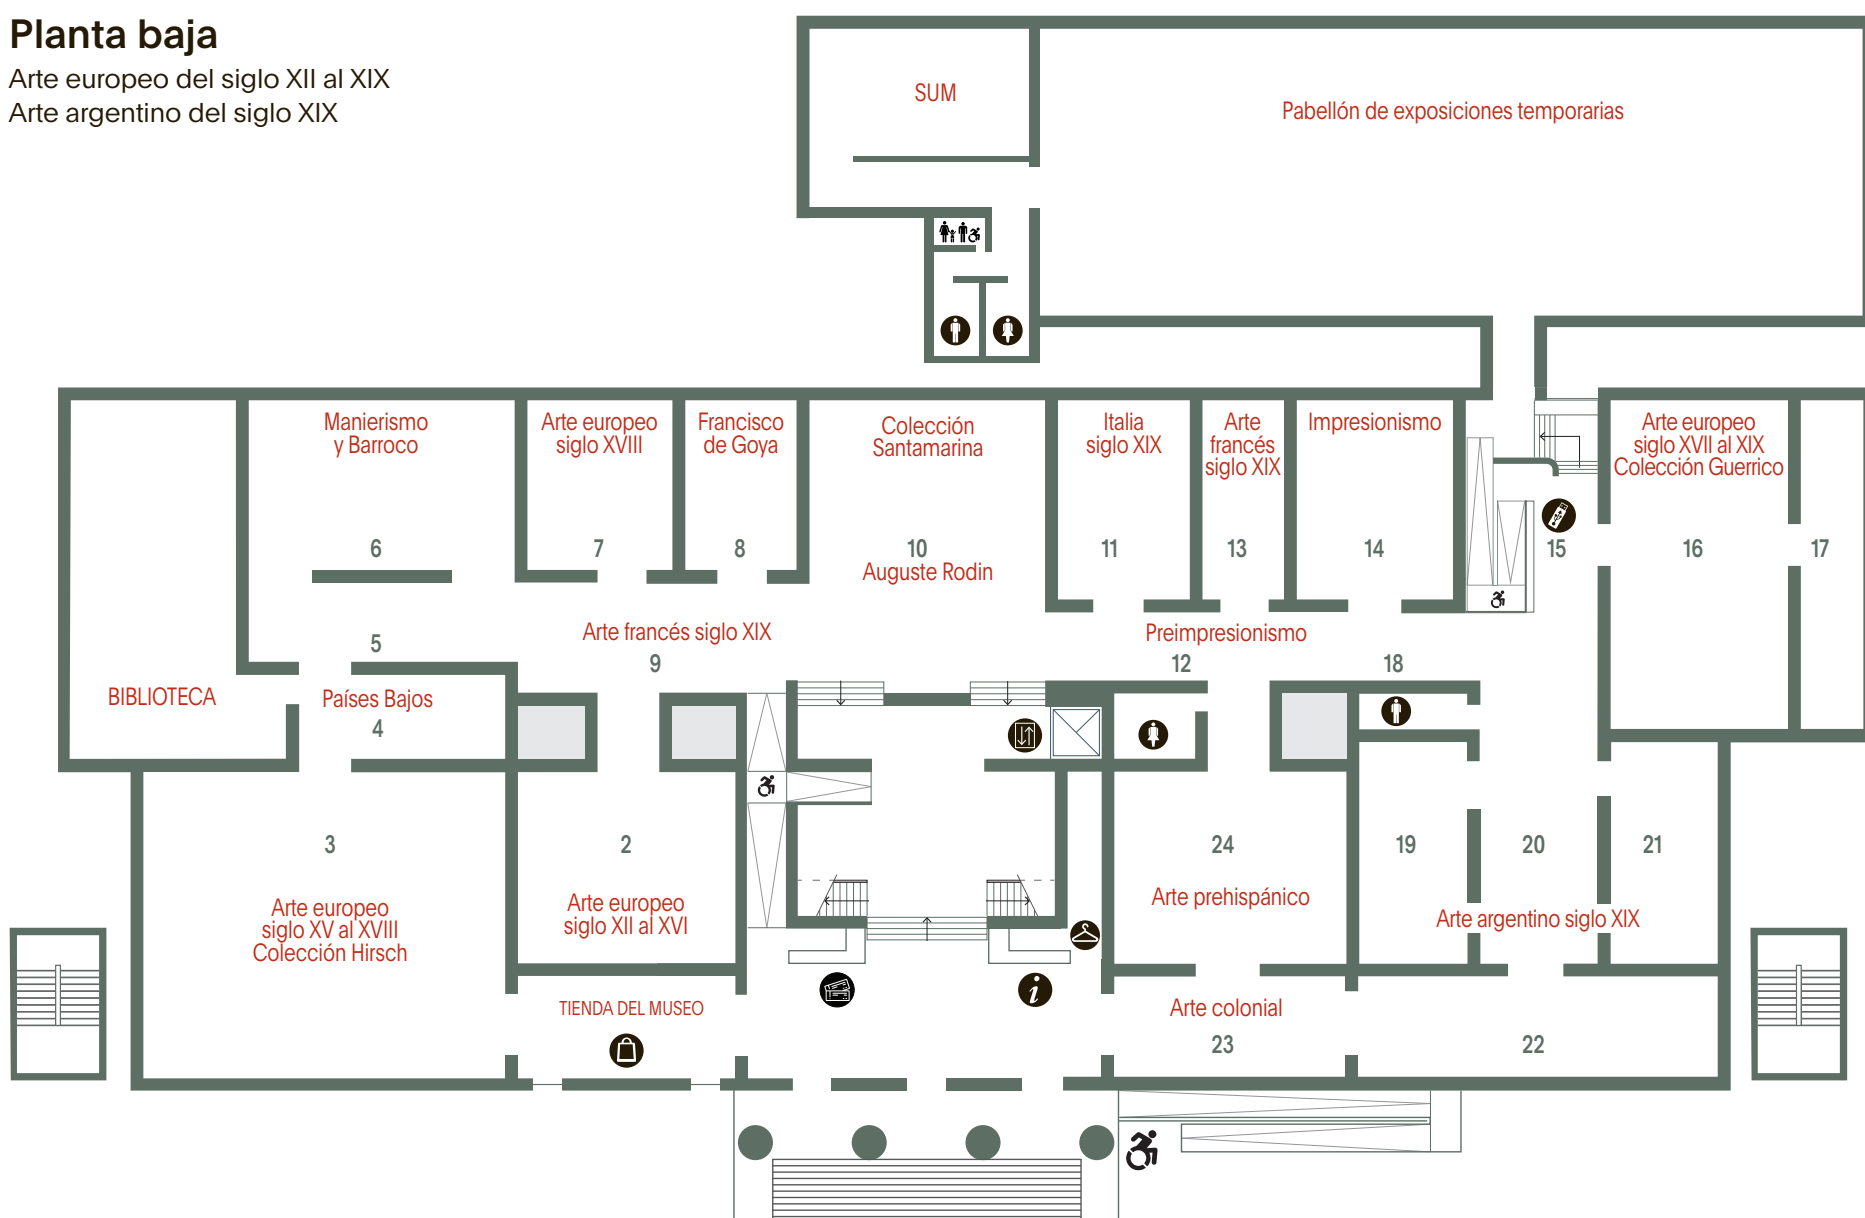 Planta baja
Arte europeo del siglo XII al XIX
Arte argentino del siglo XIX
SUM
Pabellón de exposiciones temporarias
Manierismo
y Barroco
6
Arte europeo
siglo XVIII
7
Francisco
de Goya
8
Colección
Santamarina
10
Auguste Rodin
Italia
siglo XIX
11
Arte
francés
siglo XIX
13
Impresionismo
14
15
Arte europeo
siglo XVII al XIX
Colección Guerrico
16
17
5
Arte francés siglo XIX
9
Preimpresionismo
12
18
BIBLIOTECA
Países Bajos
4
3
Arte europeo
siglo XV al XVIII
Colección Hirsch
2
Arte europeo
siglo XII al XVI
24
Arte prehispánico
19
20
21
Arte argentino siglo XIX
TIENDA DEL MUSEO
i
Arte colonial
23
22